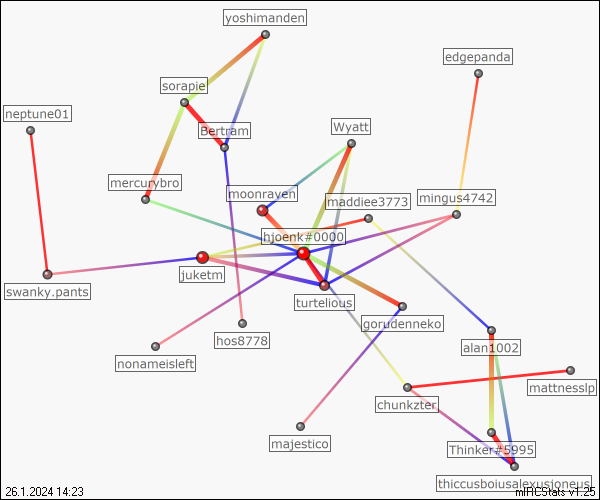 yoshimanden
edgepanda
sorapie
neptune01
Bertram
Wyatt
mercurybro
moonraven
maddiee3773
mingus4742
hjoenk#0000
juketm
swanky.pants
turtelious
gorudenneko
hos8778
alan1002
nonameisleft
mattnesslp
chunkzter
majestico
Thinker#5995
thiccusboiusalexusjoneus
26.1.2024 14:23
mIRCStats v1.25